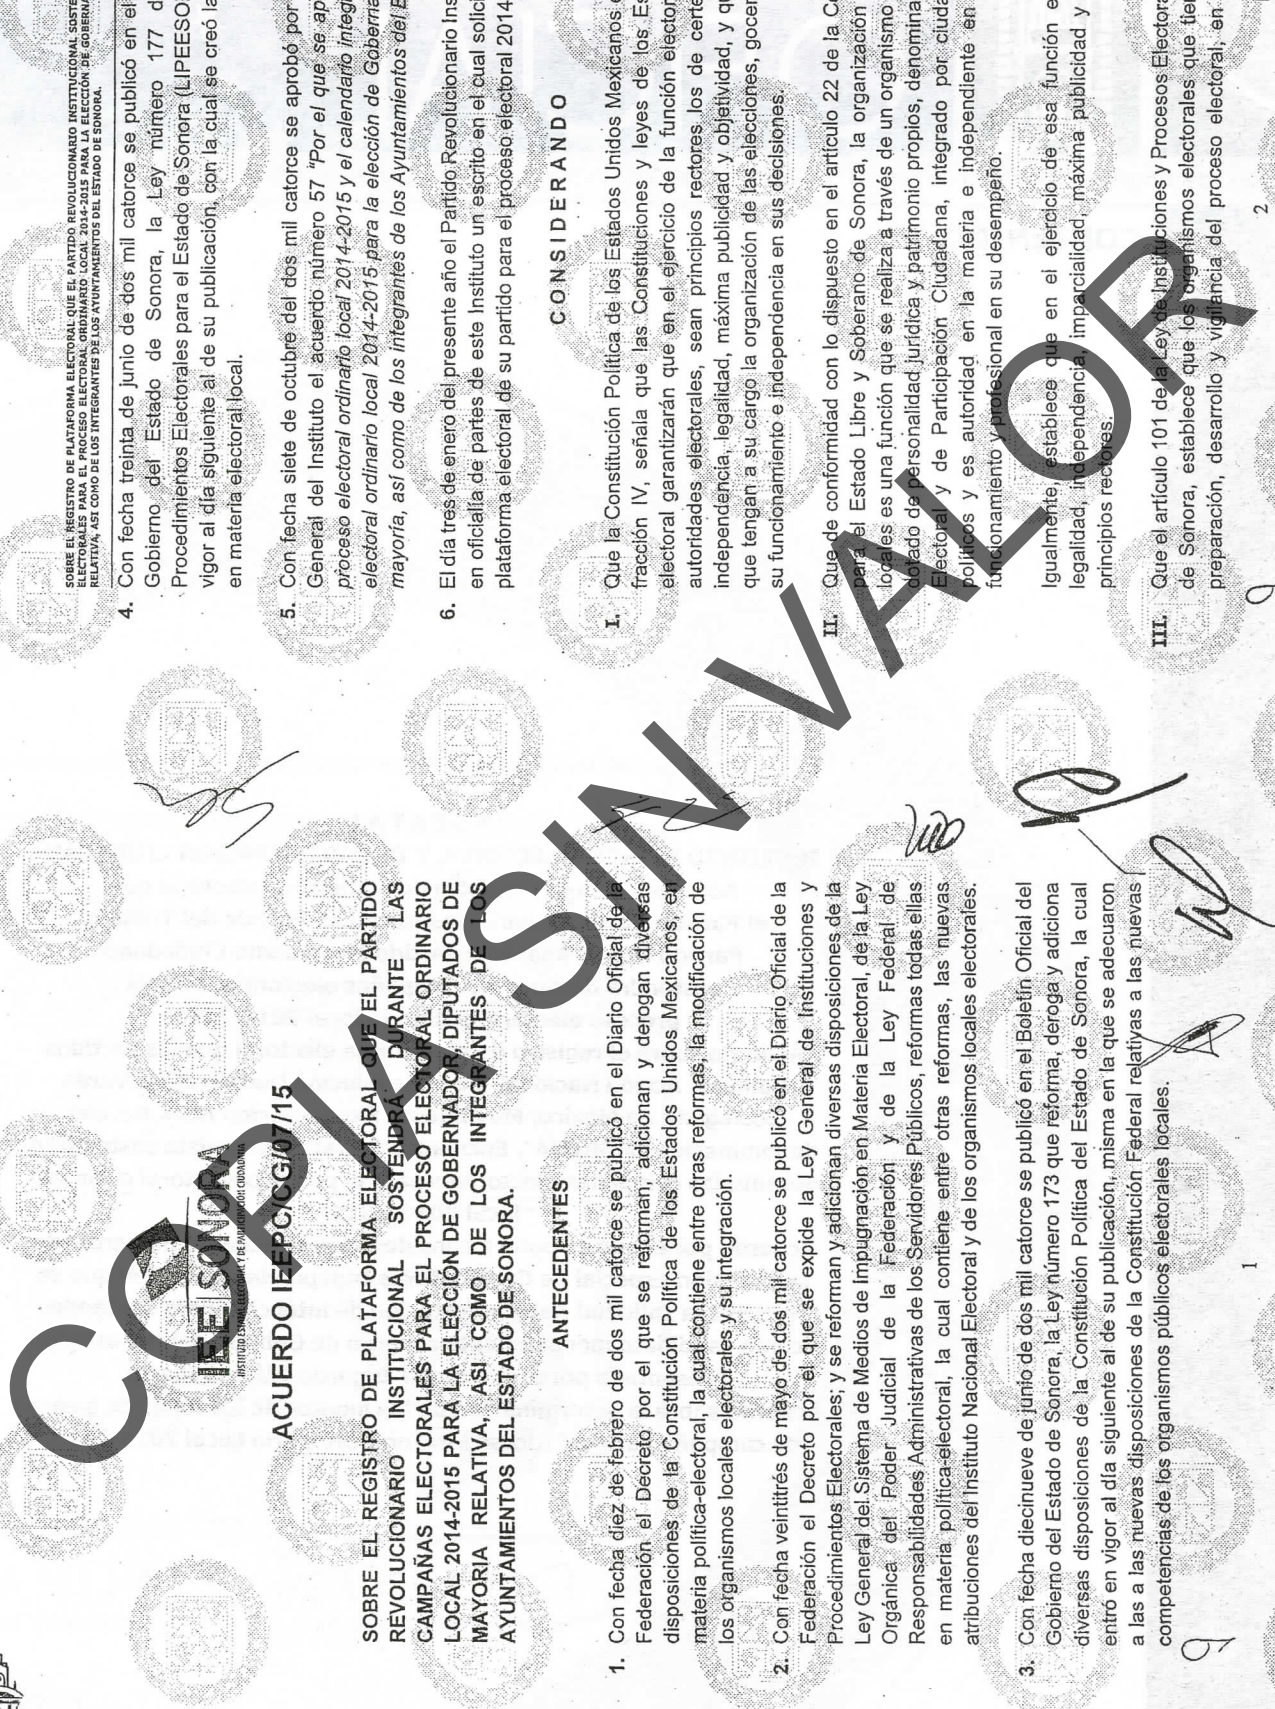 IEE SONORA
INSTITUTO ESTATAL ELECTORAL Y DE PARTICIPACIÓN CIUDADANA
ACUERDO IEEPC/CG/07/15
SOBRE EL REGISTRO DE PLATAFORMA ELECTORAL QUE EL PARTIDO
REVOLUCIONARIO INSTITUCIONAL SOSTENDRÁ DURANTE LAS
CAMPAÑAS ELECTORALES PARA EL PROCESO ELECTORAL ORDINARIO
LOCAL 2014-2015 PARA LA ELECCIÓN DE GOBERNADOR, DIPUTADOS DE
MAYORIA RELATIVA, ASI COMO DE LOS INTEGRANTES DE LOS
AYUNTAMIENTOS DEL ESTADO DE SONORA.
ANTECEDENTES
1. Con fecha diez de febrero de dos mil catorce se publicó en el Diario Oficial de la
Federación el Decreto por el que se reforman, adicionan y derogan diversas
disposiciones de la Constitución Política de los Estados Unidos Mexicanos, en
materia política-electoral, la cual contiene entre otras reformas, la modificación de
los organismos locales electorales y su integración.
2. Con fecha veintitrés de mayo de dos mil catorce se publicó en el Diario Oficial de la
Federación el Decreto por el que se expide la Ley General de Instituciones y
Procedimientos Electorales; y se reforman y adicionan diversas disposiciones de la
Ley General del Sistema de Medios de Impugnación en Materia Electoral, de la Ley
Orgánica del Poder Judicial de la Federación y de la Ley Federal de
Responsabilidades Administrativas de los Servidores Públicos, reformas todas ellas
en materia política-electoral, la cual contiene entre otras reformas, las nuevas
atribuciones del Instituto Nacional Electoral y de los organismos locales electorales.
3. Con fecha diecinueve de junio de dos mil catorce se publicó en el Boletín Oficial del
Gobierno del Estado de Sonora, la Ley número 173 que reforma, deroga y adiciona
diversas disposiciones de la Constitución Política del Estado de Sonora, la cual
entró en vigor al día siguiente al de su publicación, misma en la que se adecuaron
a las a las nuevas disposiciones de la Constitución Federal relativas a las nuevas
competencias de los organismos públicos electorales locales.
1
SOBRE EL REGISTRO DE PLATAFORMA ELECTORAL QUE EL PARTIDO REVOLUCIONARIO INSTITUCIONAL SOSTE
ELECTORALES PARA EL PROCESO ELECTORAL ORDINARIO LOCAL 2014-2015 PARA LA ELECCIÓN DE GOBERNA
RELATIVA, ASI COMO DE LOS INTEGRANTES DE LOS AYUNTAMIENTOS DEL ESTADO DE SONORA.
4. Con fecha treinta de junio de dos mil catorce se publicó en el
Gobierno del Estado de Sonora, la Ley número 177 d
Procedimientos Electorales para el Estado de Sonora (LIPEESO
vigor al día siguiente al de su publicación, con la cual se creó la
en materia electoral local.
5. Con fecha siete de octubre del dos mil catorce se aprobó por
General del Instituto el acuerdo número 57 "Por el que se ap
proceso electoral ordinario local 2014-2015 y el calendario integr
electoral ordinario local 2014-2015 para la elección de Goberna
mayoría, así como de los integrantes de los Ayuntamientos del E
6. El día tres de enero del presente año el Partido Revolucionario Ins
en oficialía de partes de este Instituto un escrito en el cual solici
plataforma electoral de su partido para el proceso electoral 2014
CONSIDERANDO
I. Que la Constitución Política de los Estados Unidos Mexicanos e
fracción IV, señala que las Constituciones y leyes de los Es
electoral garantizarán que en el ejercicio de la función elector
autoridades electorales, sean principios rectores los de certe
independencia, legalidad, máxima publicidad y objetividad, y qu
que tengan a su cargo la organización de las elecciones, gocen
su funcionamiento e independencia en sus decisiones.
II. Que de conformidad con lo dispuesto en el artículo 22 de la Co
para el Estado Libre y Soberano de Sonora, la organización
locales es una función que se realiza a través de un organismo
dotado de personalidad jurídica y patrimonio propios, denomina
Electoral y de Participación Ciudadana, integrado por ciuda
políticos y es autoridad en la materia e independiente en
funcionamiento y profesional en su desempeño.
Igualmente, establece que en el ejercicio de esa función e
legalidad, independencia, imparcialidad, máxima publicidad y
principios rectores.
III. Que el artículo 101 de la Ley de Instituciones y Procesos Electora
de Sonora, establece que los organismos electorales que tien
preparación, desarrollo y vigilancia del proceso electoral, en
2
COPIA SIN VALOR